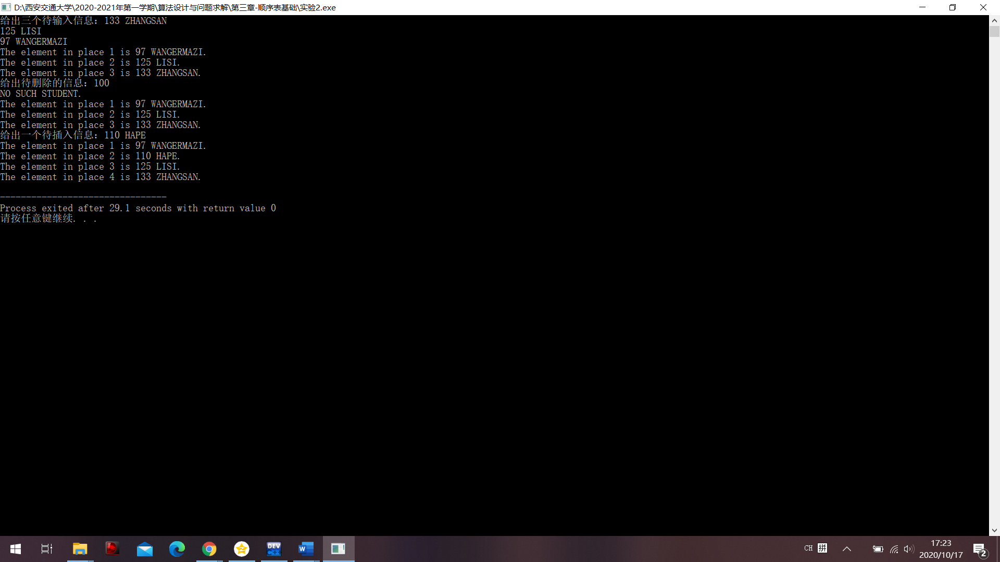 D:\西安交通大学\2020-2021年第一学期\算法设计与问题求解\第三章-顺序表基础\实验2.exe
给出三个待输入信息：133 ZHANGSAN
125 LISI
97 WANGERMAZI
The element in place 1 is 97 WANGERMAZI.
The element in place 2 is 125 LISI.
The element in place 3 is 133 ZHANGSAN.
给出待删除的信息：100
NO SUCH STUDENT.
The element in place 1 is 97 WANGERMAZI.
The element in place 2 is 125 LISI.
The element in place 3 is 133 ZHANGSAN.
给出一个待插入信息：110 HAPE
The element in place 1 is 97 WANGERMAZI.
The element in place 2 is 110 HAPE.
The element in place 3 is 125 LISI.
The element in place 4 is 133 ZHANGSAN.
--------------------------------
Process exited after 29.1 seconds with return value 0
请按任意键继续. . .
DEV C++
W
CH 拼
17:23
2020/10/17
2